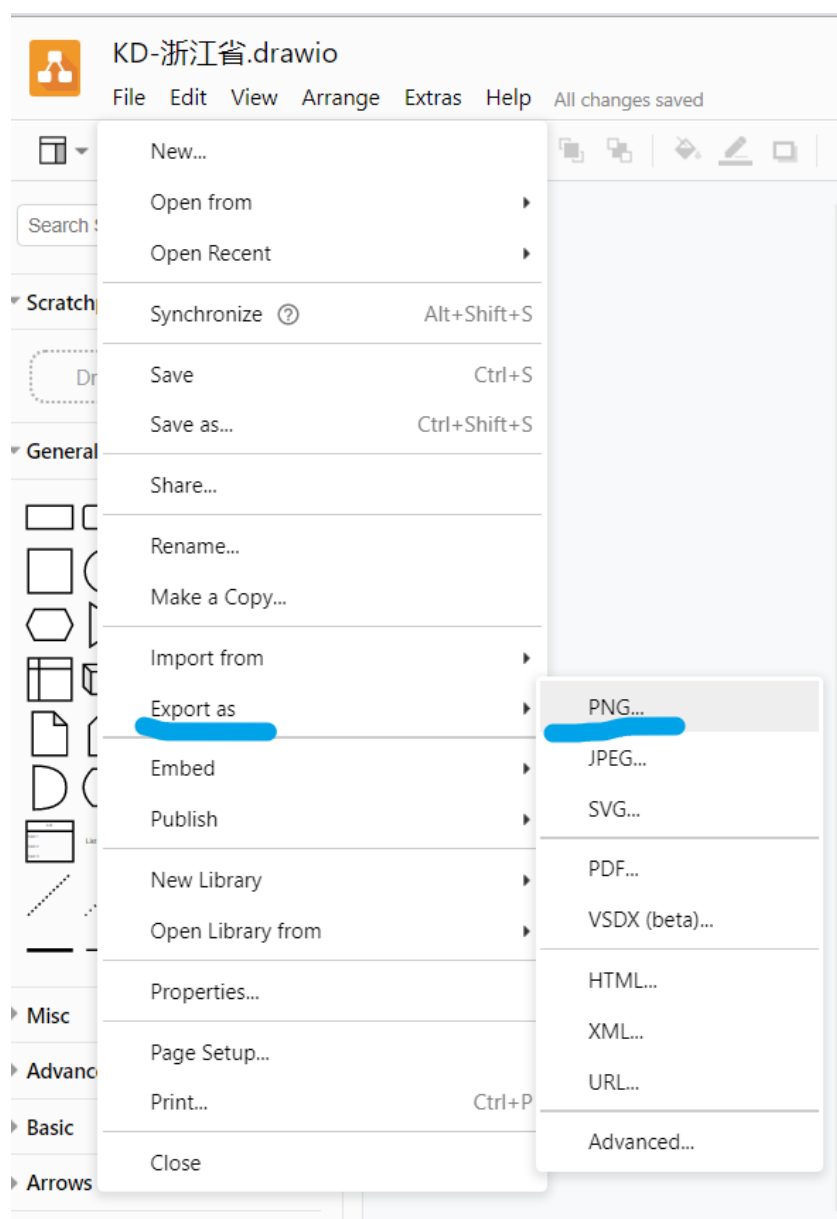 KD-浙江省.drawio
File Edit View Arrange Extras Help All changes saved
New...
Open from
Search
Open Recent
Scratch
Synchronize ? Alt+Shift+S
Save Ctrl+S
Dr
Save as... Ctrl+Shift+S
General
Share...
Rename...
Make a Copy...
Import from
Export as
PNG...
JPEG...
Embed
SVG...
Publish
PDF...
New Library
VSDX (beta)...
Open Library from
HTML...
Properties...
Misc
XML...
Page Setup...
Advanc
URL...
Print... Ctrl+P
Basic
Advanced...
Close
Arrows